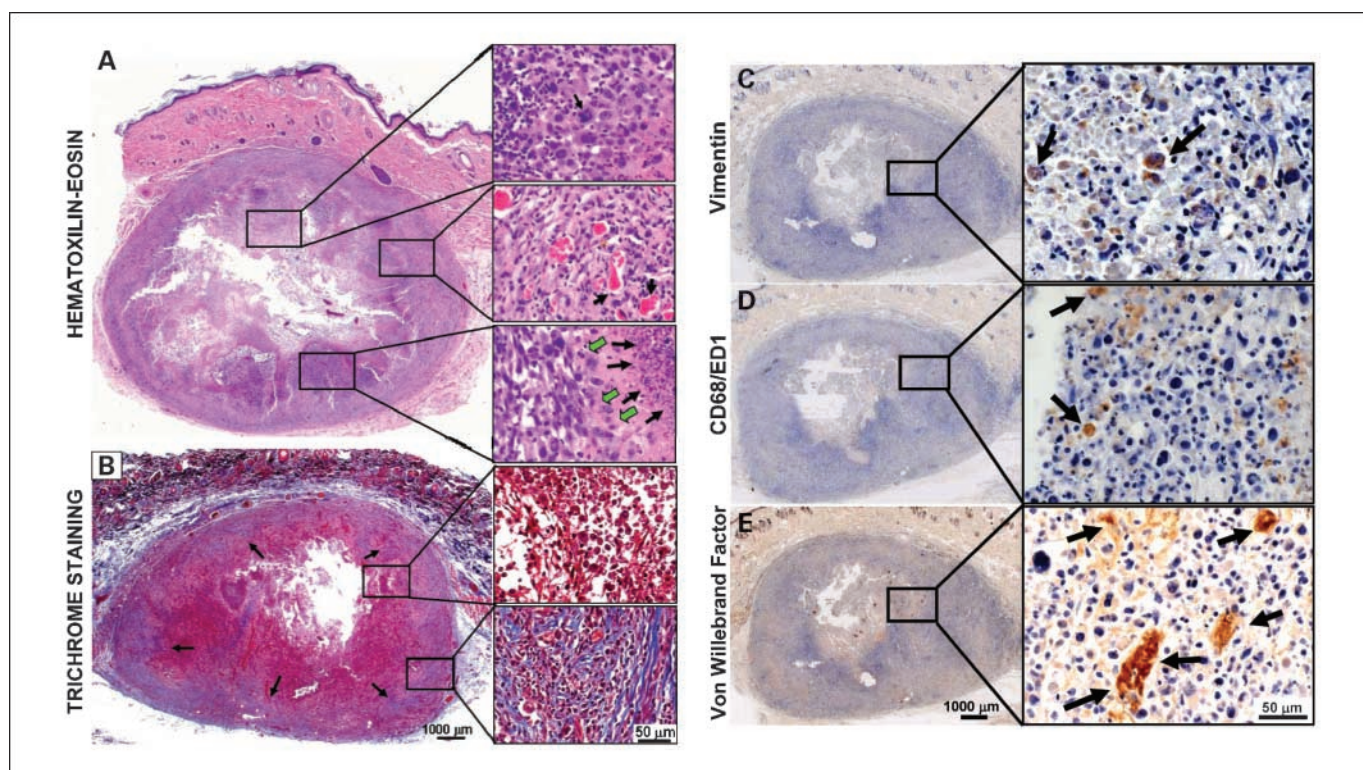 A
HEMATOXILIN-EOSIN
B
TRICHROME STAINING
1000 µm
50 µm
C
Vimentin
D
CD68/ED1
E
Von Willebrand Factor
1000 µm
50 µm